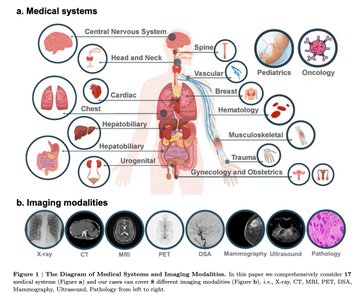 a. Medical systems
Central Nervous System
Head and Neck
Cardiac
Chest
Hepatobiliary
Hepatobiliary
Urogenital
Spine
Vascular
Breast
Hematology
Musculoskeletal
Trauma
Gynecology and Obstetrics
Pediatrics
Oncology
b. Imaging modalities
X-ray
CT
MRI
PET
DSA
Mammography
Ultrasound
Pathology
Figure 1 | The Diagram of Medical Systems and Imaging Modalities. In this paper we comprehensively consider 17
medical systems (Figure a) and our cases can cover 8 different imaging modalities (Figure b), i.e., X-ray, CT, MRI, PET, DSA,
Mammography, Ultrasound, Pathology from left to right.